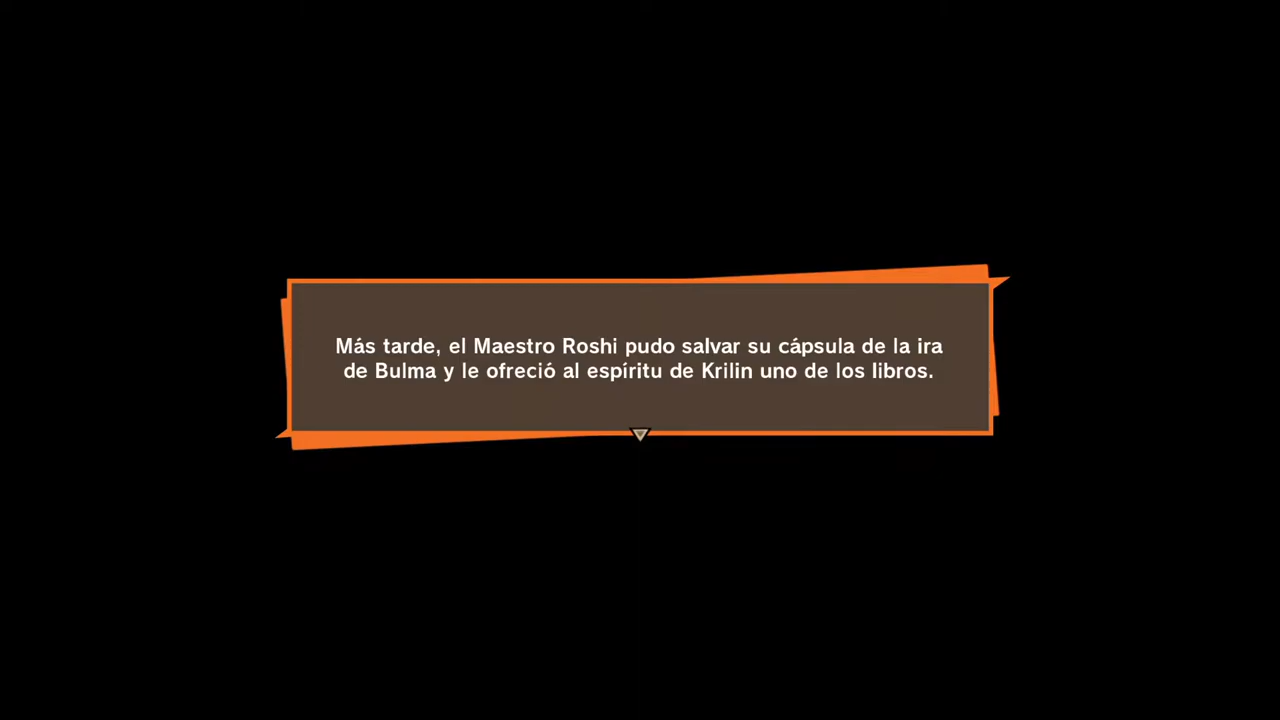 Más tarde, el Maestro Roshi pudo salvar su cápsula de la ira
de Bulma y le ofreció al espíritu de Krilin uno de los libros.